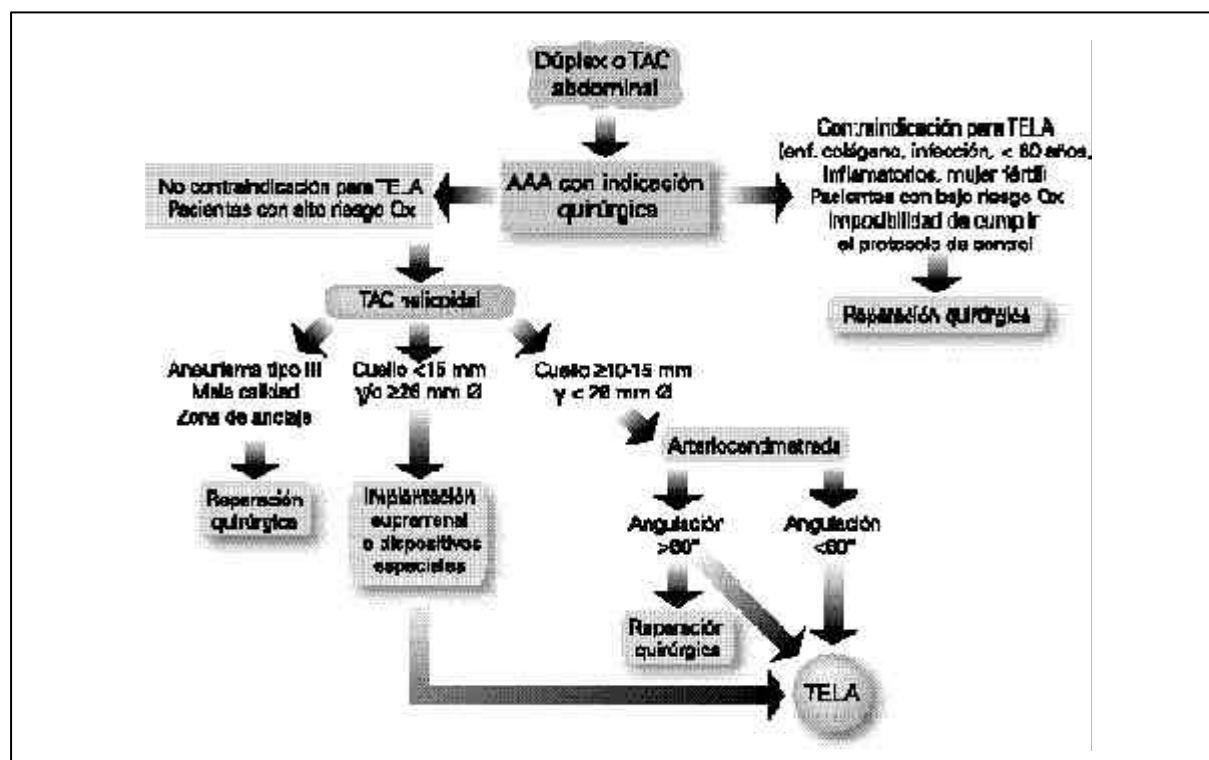 Dúplex o TAC
abdominal
AAA con indicación
quirúrgica
No contraindicación para TELA
Pacientes con alto riesgo Qx
Contraindicación para TELA
(enf. colágeno, infección, < 60 años,
Inflamatorios, mujer fértil
Pacientes con bajo riesgo Qx
Imposibilidad de cumplir
el protocolo de control
Reparación quirúrgica
TAC helicoidal
Aneurisma tipo III
Mala calidad
Zona de anclaje
Cuello <15 mm
y/o ≥26 mm Ø
Cuello ≥10-15 mm
y < 26 mm Ø
Arteriocentimetrada
Reparación
quirúrgica
Implantación
suprarrenal
o dispositivos
especiales
Angulación
>60°
Angulación
<60°
Reparación
quirúrgica
TELA